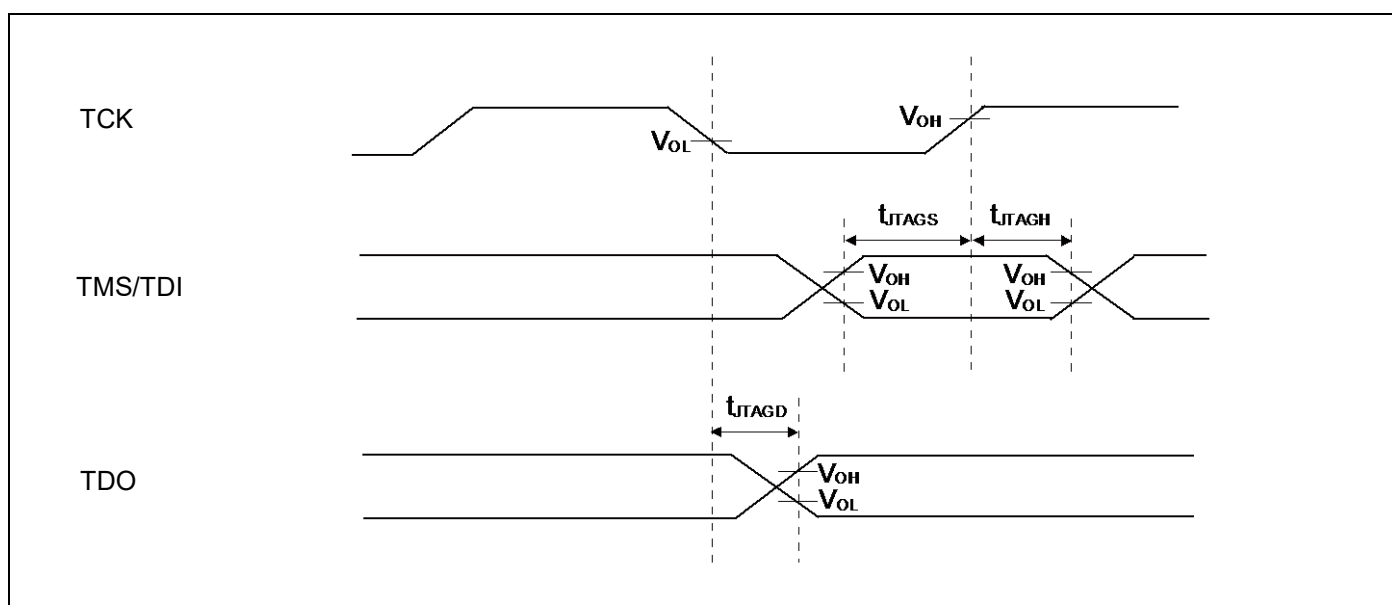 TCK
VOL
VOH
tJTAGS
tJTAGH
TMS/TDI
VOH
VOL
VOH
VOL
tJTAGD
TDO
VOH
VOL